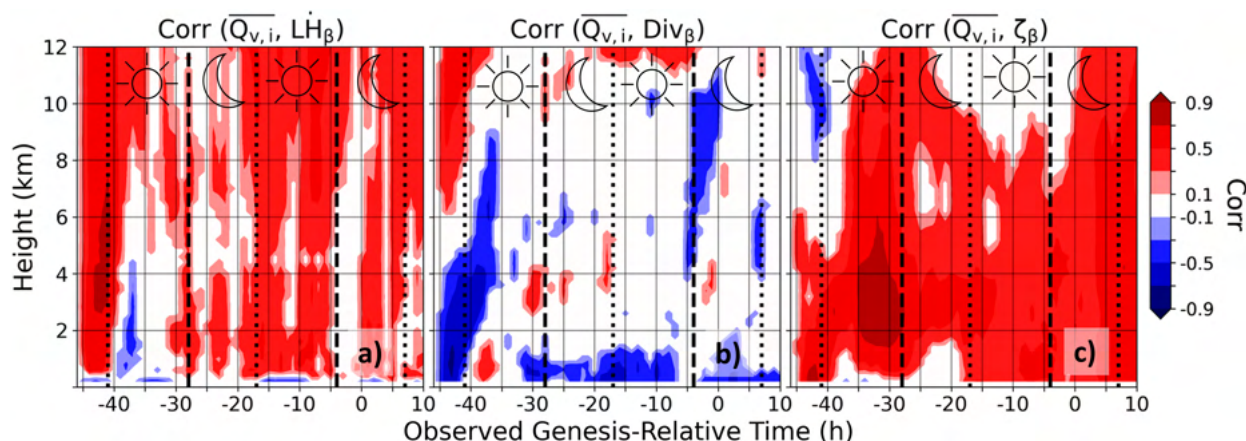 Corr (Q̅v,i, LḢβ)
Corr (Q̅v,i, Divβ)
Corr (Q̅v,i, ζβ)
12
10
8
6
4
2
Height (km)
a)
b)
c)
-40 -30 -20 -10 0 10
-40 -30 -20 -10 0 10
-40 -30 -20 -10 0 10
Observed Genesis-Relative Time (h)
0.9
0.5
0.1
-0.1
-0.5
-0.9
Corr